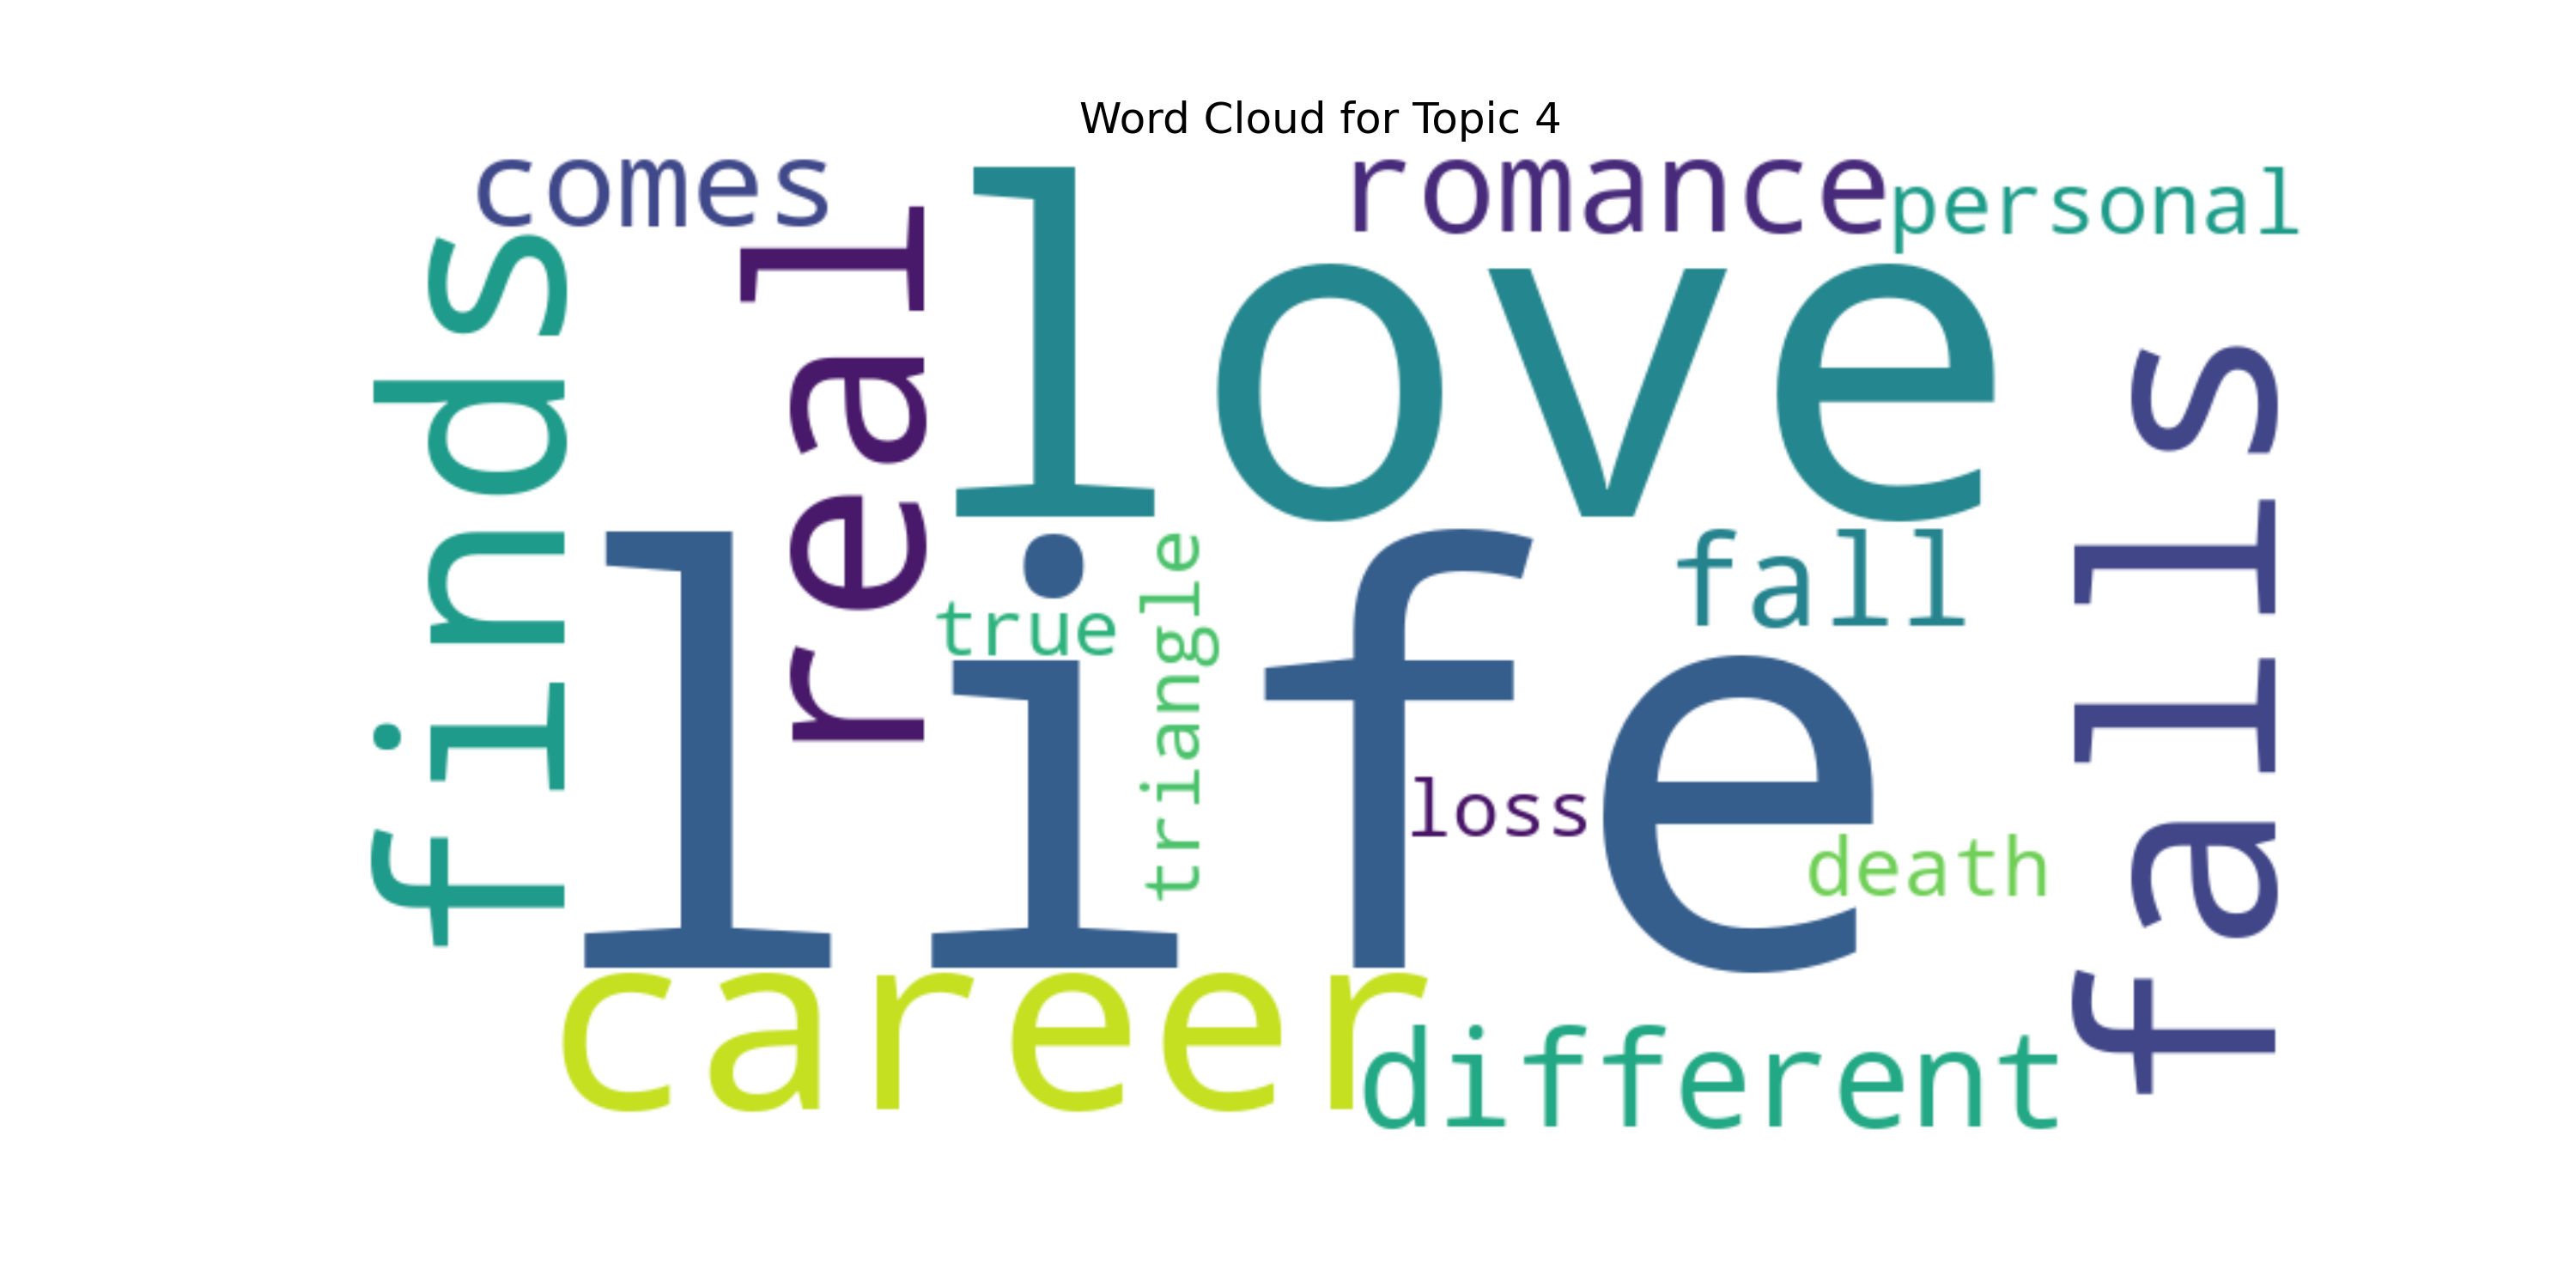 Word Cloud for Topic 4
comes
romance
personal
love
real
finds
falls
fall
true
triangle
life
loss
death
career
different